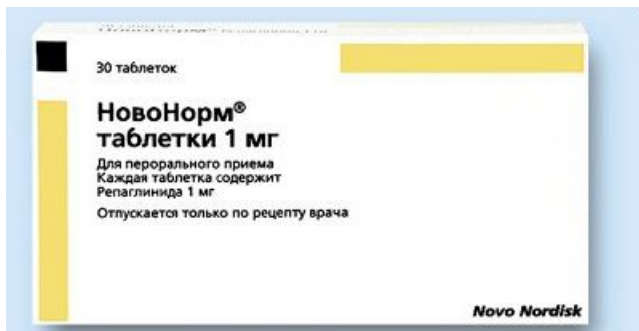 30 таблеток
НовоНорм®
таблетки 1 мг
Для перорального приема
Каждая таблетка содержит
Репаглинида 1 мг
Отпускается только по рецепту врача
Novo Nordisk